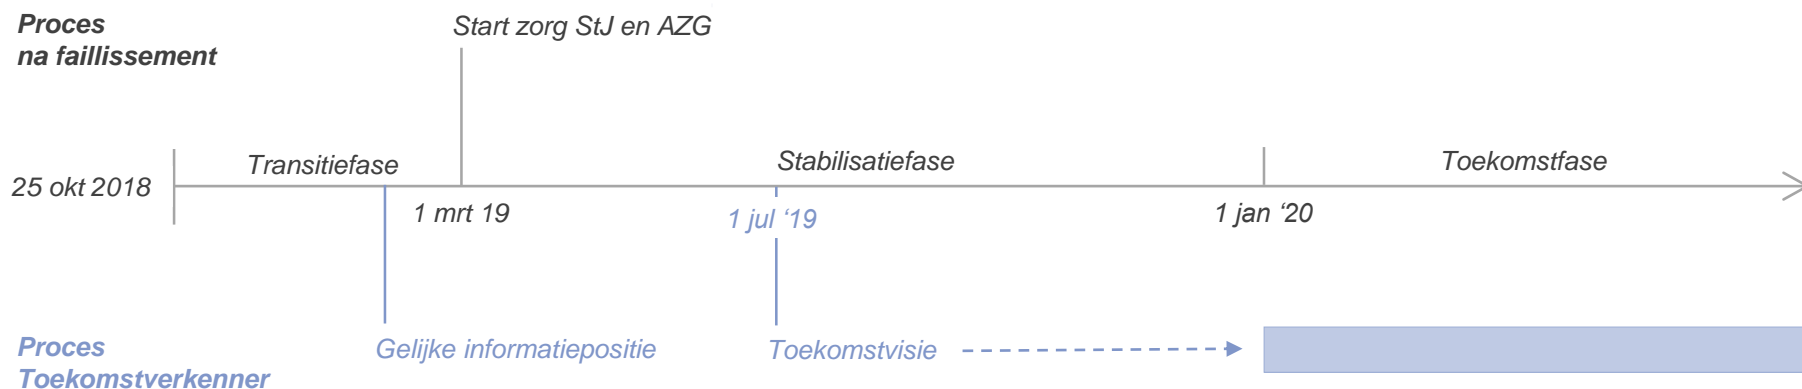 Proces
na faillissement
Start zorg StJ en AZG
25 okt 2018
Transitiefase
Stabilisatiefase
Toekomstfase
1 mrt 19
1 jul ‘19
1 jan ‘20
Proces
Toekomstverkenner
Gelijke informatiepositie
Toekomstvisie